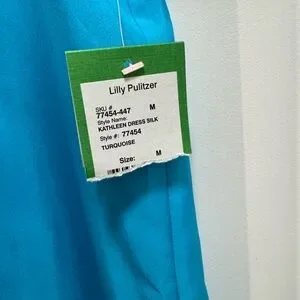 Lilly Pulitzer
SKU #
77454-447 M
Style Name:
KATHLEEN DRESS SILK
Style #: 77454
TURQUOISE
Size: M